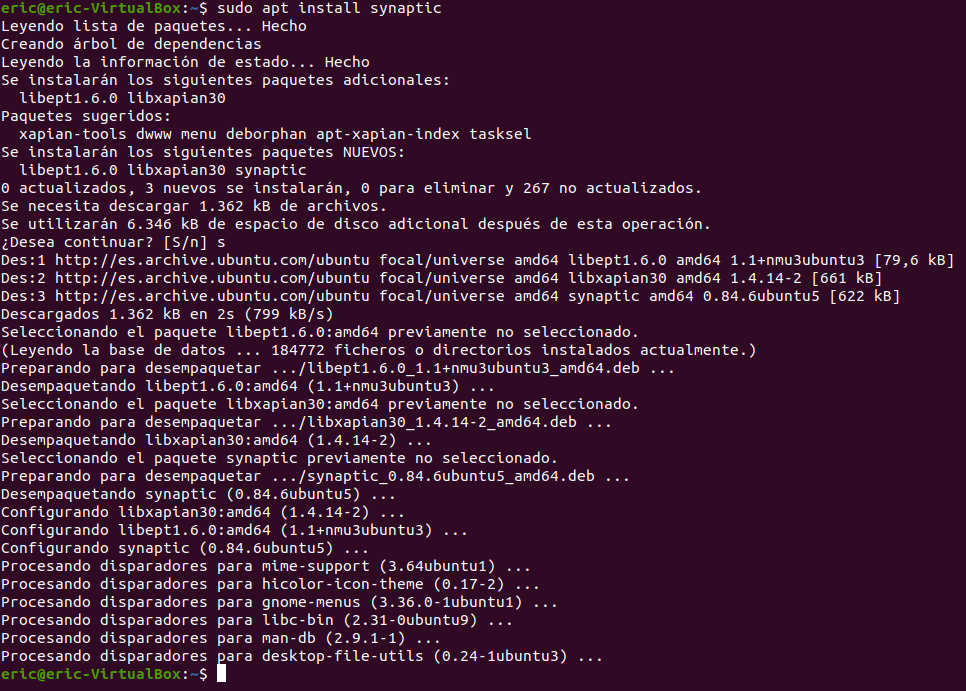 eric@eric-VirtualBox:~$ sudo apt install synaptic
Leyendo lista de paquetes... Hecho
Creando árbol de dependencias
Leyendo la información de estado... Hecho
Se instalarán los siguientes paquetes adicionales:
  libept1.6.0 libxapian30
Paquetes sugeridos:
  xapian-tools dwww menu deborphan apt-xapian-index tasksel
Se instalarán los siguientes paquetes NUEVOS:
  libept1.6.0 libxapian30 synaptic
0 actualizados, 3 nuevos se instalarán, 0 para eliminar y 267 no actualizados.
Se necesita descargar 1.362 kB de archivos.
Se utilizarán 6.346 kB de espacio de disco adicional después de esta operación.
¿Desea continuar? [S/n] s
Des:1 http://es.archive.ubuntu.com/ubuntu focal/universe amd64 libept1.6.0 amd64 1.1+nmu3ubuntu3 [79,6 kB]
Des:2 http://es.archive.ubuntu.com/ubuntu focal/universe amd64 libxapian30 amd64 1.4.14-2 [661 kB]
Des:3 http://es.archive.ubuntu.com/ubuntu focal/universe amd64 synaptic amd64 0.84.6ubuntu5 [622 kB]
Descargados 1.362 kB en 2s (799 kB/s)
Seleccionando el paquete libept1.6.0:amd64 previamente no seleccionado.
(Leyendo la base de datos ... 184772 ficheros o directorios instalados actualmente.)
Preparando para desempaquetar .../libept1.6.0_1.1+nmu3ubuntu3_amd64.deb ...
Desempaquetando libept1.6.0:amd64 (1.1+nmu3ubuntu3) ...
Seleccionando el paquete libxapian30:amd64 previamente no seleccionado.
Preparando para desempaquetar .../libxapian30_1.4.14-2_amd64.deb ...
Desempaquetando libxapian30:amd64 (1.4.14-2) ...
Seleccionando el paquete synaptic previamente no seleccionado.
Preparando para desempaquetar .../synaptic_0.84.6ubuntu5_amd64.deb ...
Desempaquetando synaptic (0.84.6ubuntu5) ...
Configurando libxapian30:amd64 (1.4.14-2) ...
Configurando libept1.6.0:amd64 (1.1+nmu3ubuntu3) ...
Configurando synaptic (0.84.6ubuntu5) ...
Procesando disparadores para mime-support (3.64ubuntu1) ...
Procesando disparadores para hicolor-icon-theme (0.17-2) ...
Procesando disparadores para gnome-menus (3.36.0-1ubuntu1) ...
Procesando disparadores para libc-bin (2.31-0ubuntu9) ...
Procesando disparadores para man-db (2.9.1-1) ...
Procesando disparadores para desktop-file-utils (0.24-1ubuntu3) ...
eric@eric-VirtualBox:~$